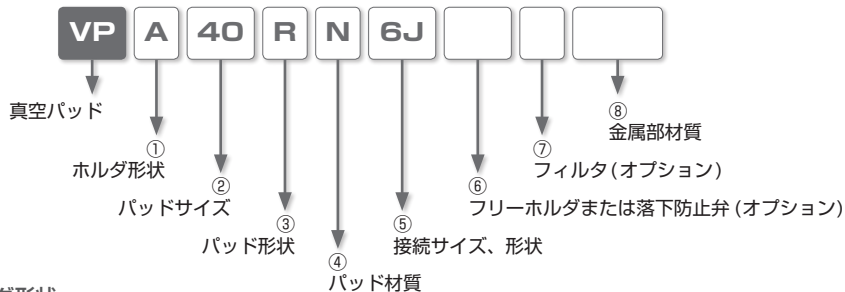 VP A 40 R N 6J
真空パッド
①
ホルダ形状
②
パッドサイズ
③
パッド形状
④
パッド材質
⑤
接続サイズ、形状
⑥
フリーホルダまたは落下防止弁(オプション)
⑦
フィルタ(オプション)
⑧
金属部材質